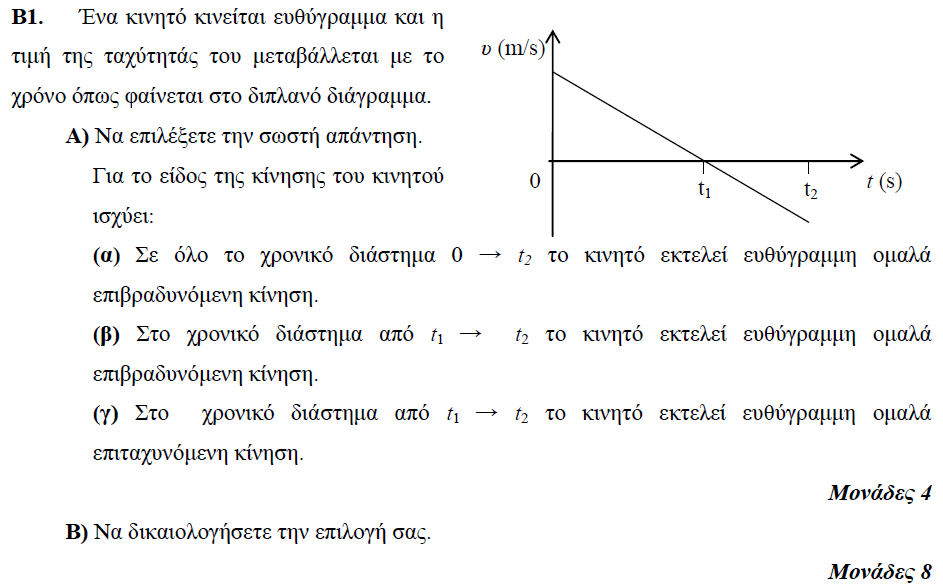 B1. Ένα κινητό κινείται ευθύγραμμα και η
τιμή της ταχύτητάς του μεταβάλλεται με το
χρόνο όπως φαίνεται στο διπλανό διάγραμμα.
υ (m/s)
0
t1
t2
t (s)
A) Να επιλέξετε την σωστή απάντηση.
Για το είδος της κίνησης του κινητού
ισχύει:
(α) Σε όλο το χρονικό διάστημα 0 → t2 το κινητό εκτελεί ευθύγραμμη ομαλά
επιβραδυνόμενη κίνηση.
(β) Στο χρονικό διάστημα από t1 → t2 το κινητό εκτελεί ευθύγραμμη ομαλά
επιβραδυνόμενη κίνηση.
(γ) Στο χρονικό διάστημα από t1 → t2 το κινητό εκτελεί ευθύγραμμη ομαλά
επιταχυνόμενη κίνηση.
Μονάδες 4
B) Να δικαιολογήσετε την επιλογή σας.
Μονάδες 8